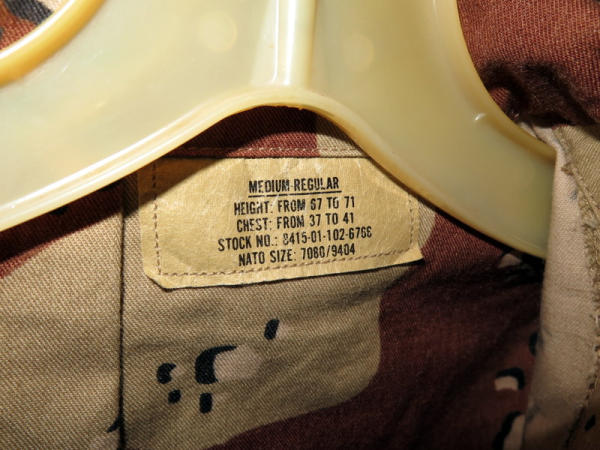 MEDIUM-REGULAR
HEIGHT: FROM 67 TO 71
CHEST: FROM 37 TO 41
STOCK NO.: 8415-01-102-6766
NATO SIZE: 7080/9404